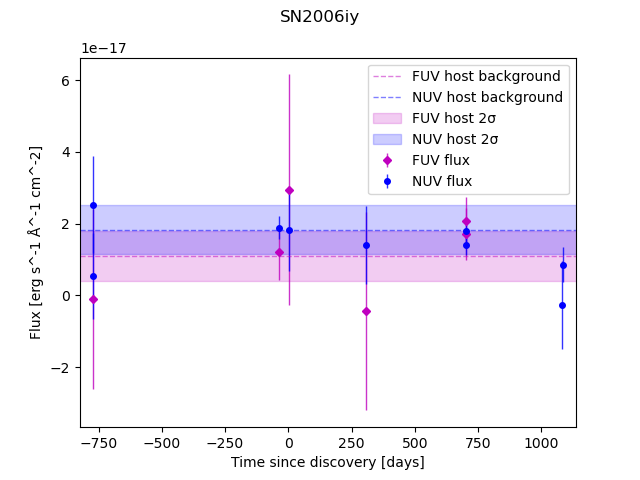 SN2006iy
1e−17
FUV host background
NUV host background
FUV host 2σ
NUV host 2σ
FUV flux
NUV flux
Flux [erg s^-1 Å^-1 cm^-2]
6
4
2
0
−2
−750
−500
−250
0
250
500
750
1000
Time since discovery [days]